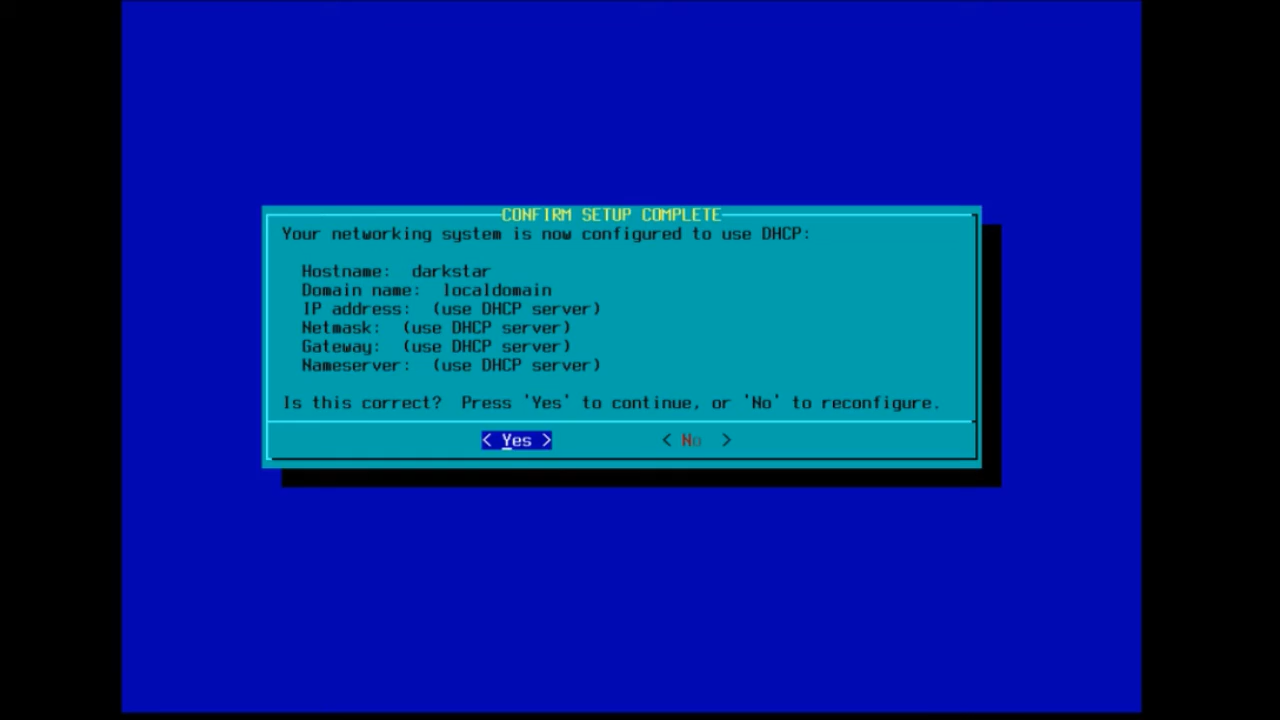 CONFIRM SETUP COMPLETE
Your networking system is now configured to use DHCP:
Hostname:  darkstar
Domain name:  localdomain
IP address:  (use DHCP server)
Netmask:  (use DHCP server)
Gateway:  (use DHCP server)
Nameserver:  (use DHCP server)
Is this correct?  Press 'Yes' to continue, or 'No' to reconfigure.
< Yes > < No  >